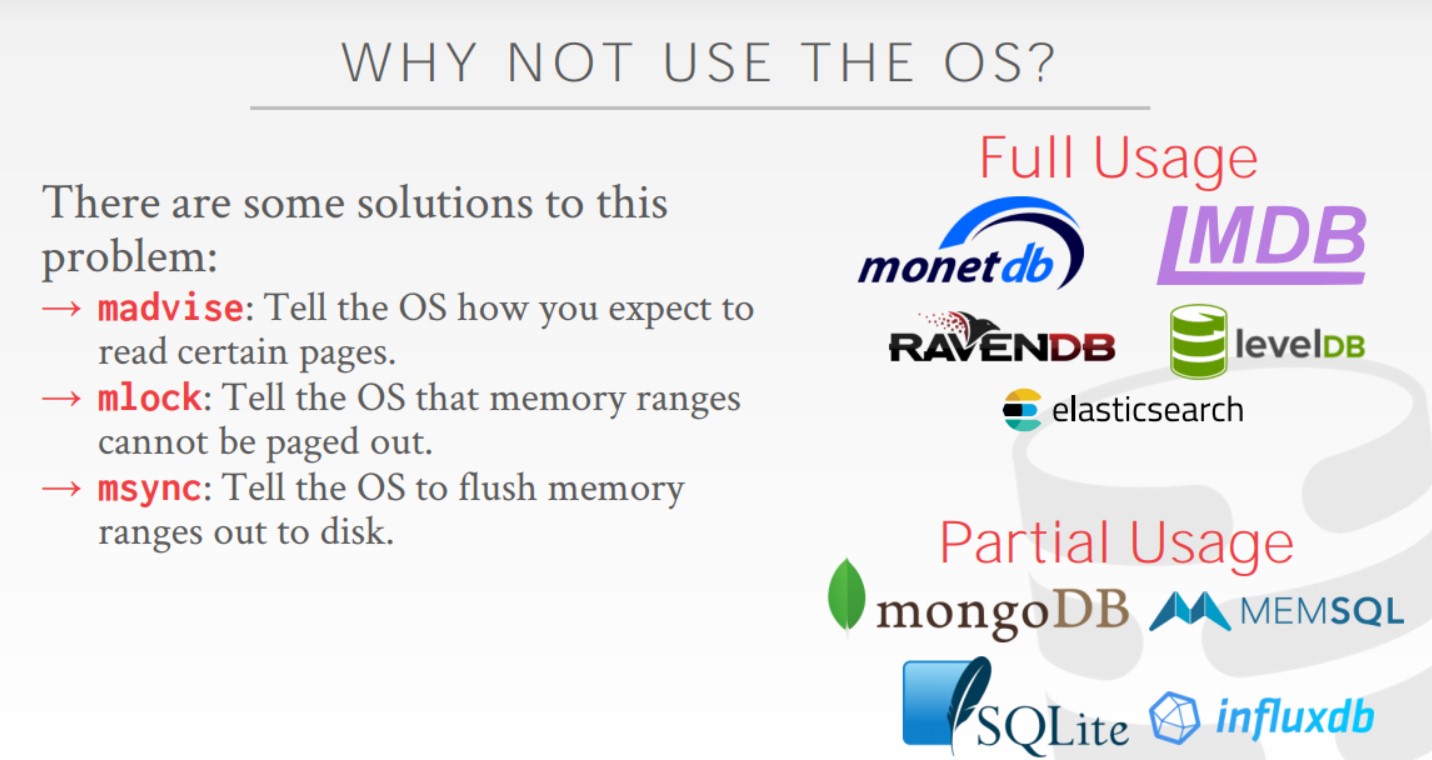 WHY NOT USE THE OS?
There are some solutions to this
problem:
→ madvise: Tell the OS how you expect to
read certain pages.
→ mlock: Tell the OS that memory ranges
cannot be paged out.
→ msync: Tell the OS to flush memory
ranges out to disk.
Full Usage
monetdb
LMDB
RAVENDB
levelDB
elasticsearch
Partial Usage
mongoDB
MEMSQL
SQLite
influxdb